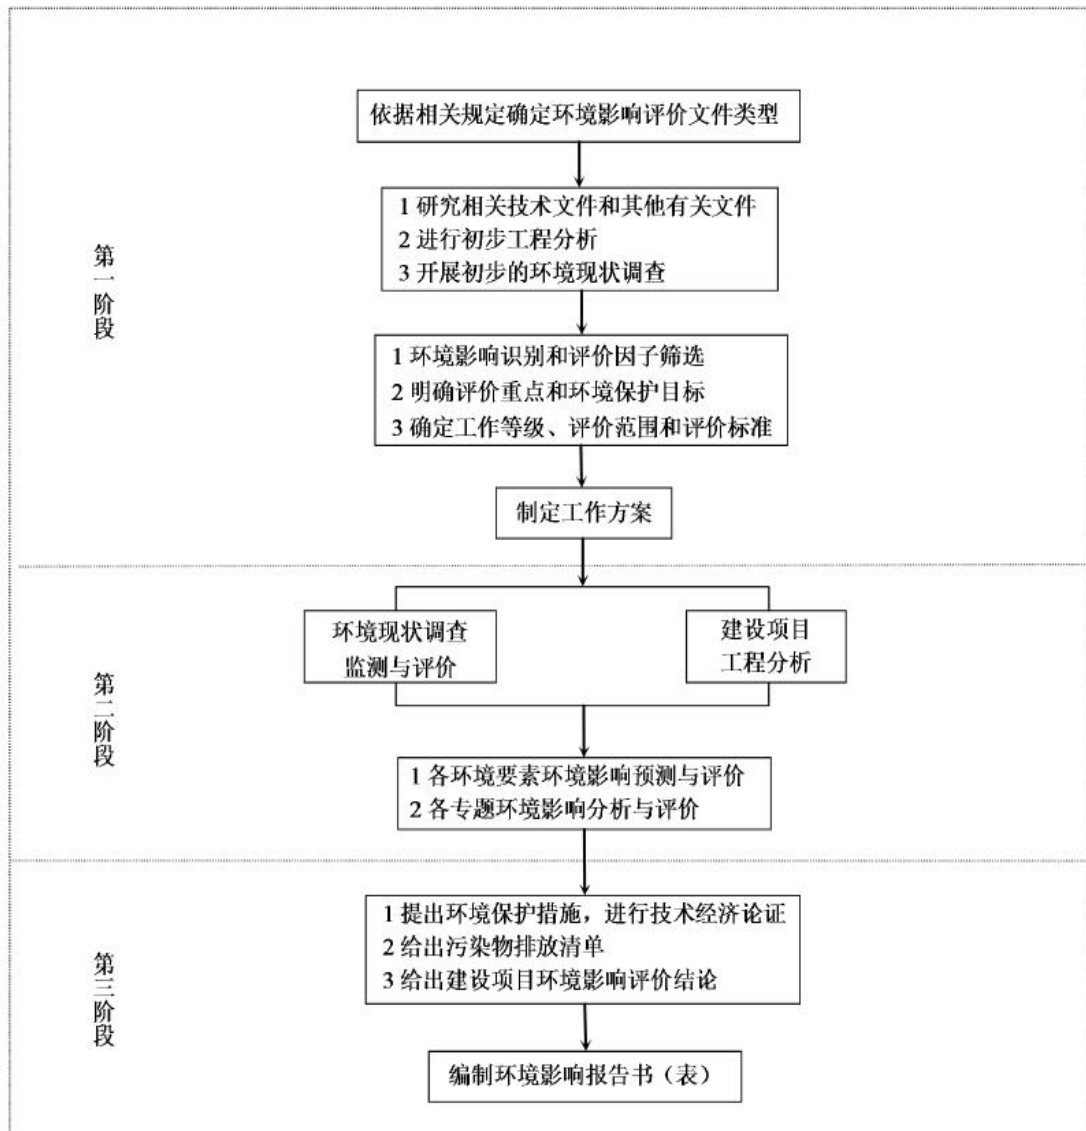 依据相关规定确定环境影响评价文件类型
1 研究相关技术文件和其他有关文件
2 进行初步工程分析
3 开展初步的环境现状调查
第一阶段
1 环境影响识别和评价因子筛选
2 明确评价重点和环境保护目标
3 确定工作等级、评价范围和评价标准
制定工作方案
环境现状调查
监测与评价
建设项目
工程分析
第二阶段
1 各环境要素环境影响预测与评价
2 各专题环境影响分析与评价
1 提出环境保护措施，进行技术经济论证
2 给出污染物排放清单
3 给出建设项目环境影响评价结论
第三阶段
编制环境影响报告书（表）